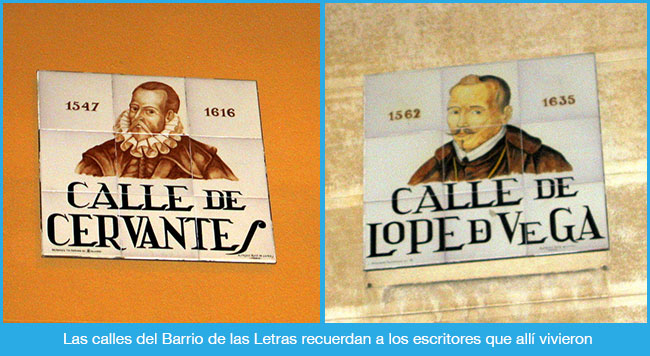 1547 1616
CALLE DE
CERVANTES
1562 1635
CALLE DE
LOPE D VEGA
Las calles del Barrio de las Letras recuerdan a los escritores que allí vivieron